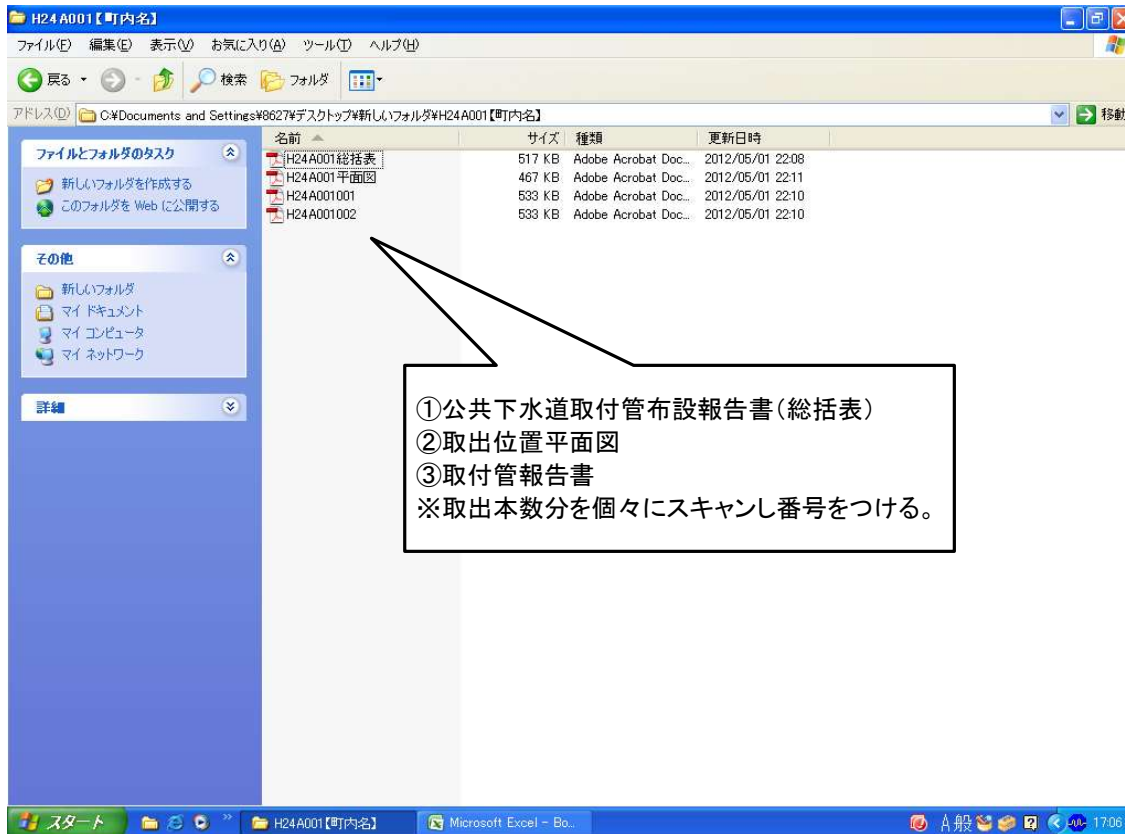 H24A001【町内名】
ファイル(F) 編集(E) 表示(V) お気に入り(A) ツール(T) ヘルプ(H)
戻る 検索 フォルダ
アドレス(D) C:¥Documents and Settings¥8627¥デスクトップ¥新しいフォルダ¥H24A001【町内名】 移動
ファイルとフォルダのタスク
新しいフォルダを作成する
このフォルダを Web に公開する
その他
新しいフォルダ
マイ ドキュメント
マイ コンピュータ
マイ ネットワーク
詳細
名前 サイズ 種類 更新日時
H24A001総括表 517 KB Adobe Acrobat Doc... 2012/05/01 22:08
H24A001平面図 467 KB Adobe Acrobat Doc... 2012/05/01 22:11
H24A001001 533 KB Adobe Acrobat Doc... 2012/05/01 22:10
H24A001002 533 KB Adobe Acrobat Doc... 2012/05/01 22:10
①公共下水道取付管布設報告書(総括表)
②取出位置平面図
③取付管報告書
※取出本数分を個々にスキャンし番号をつける。
スタート H24A001【町内名】 Microsoft Excel - Bo... A 般 17:06